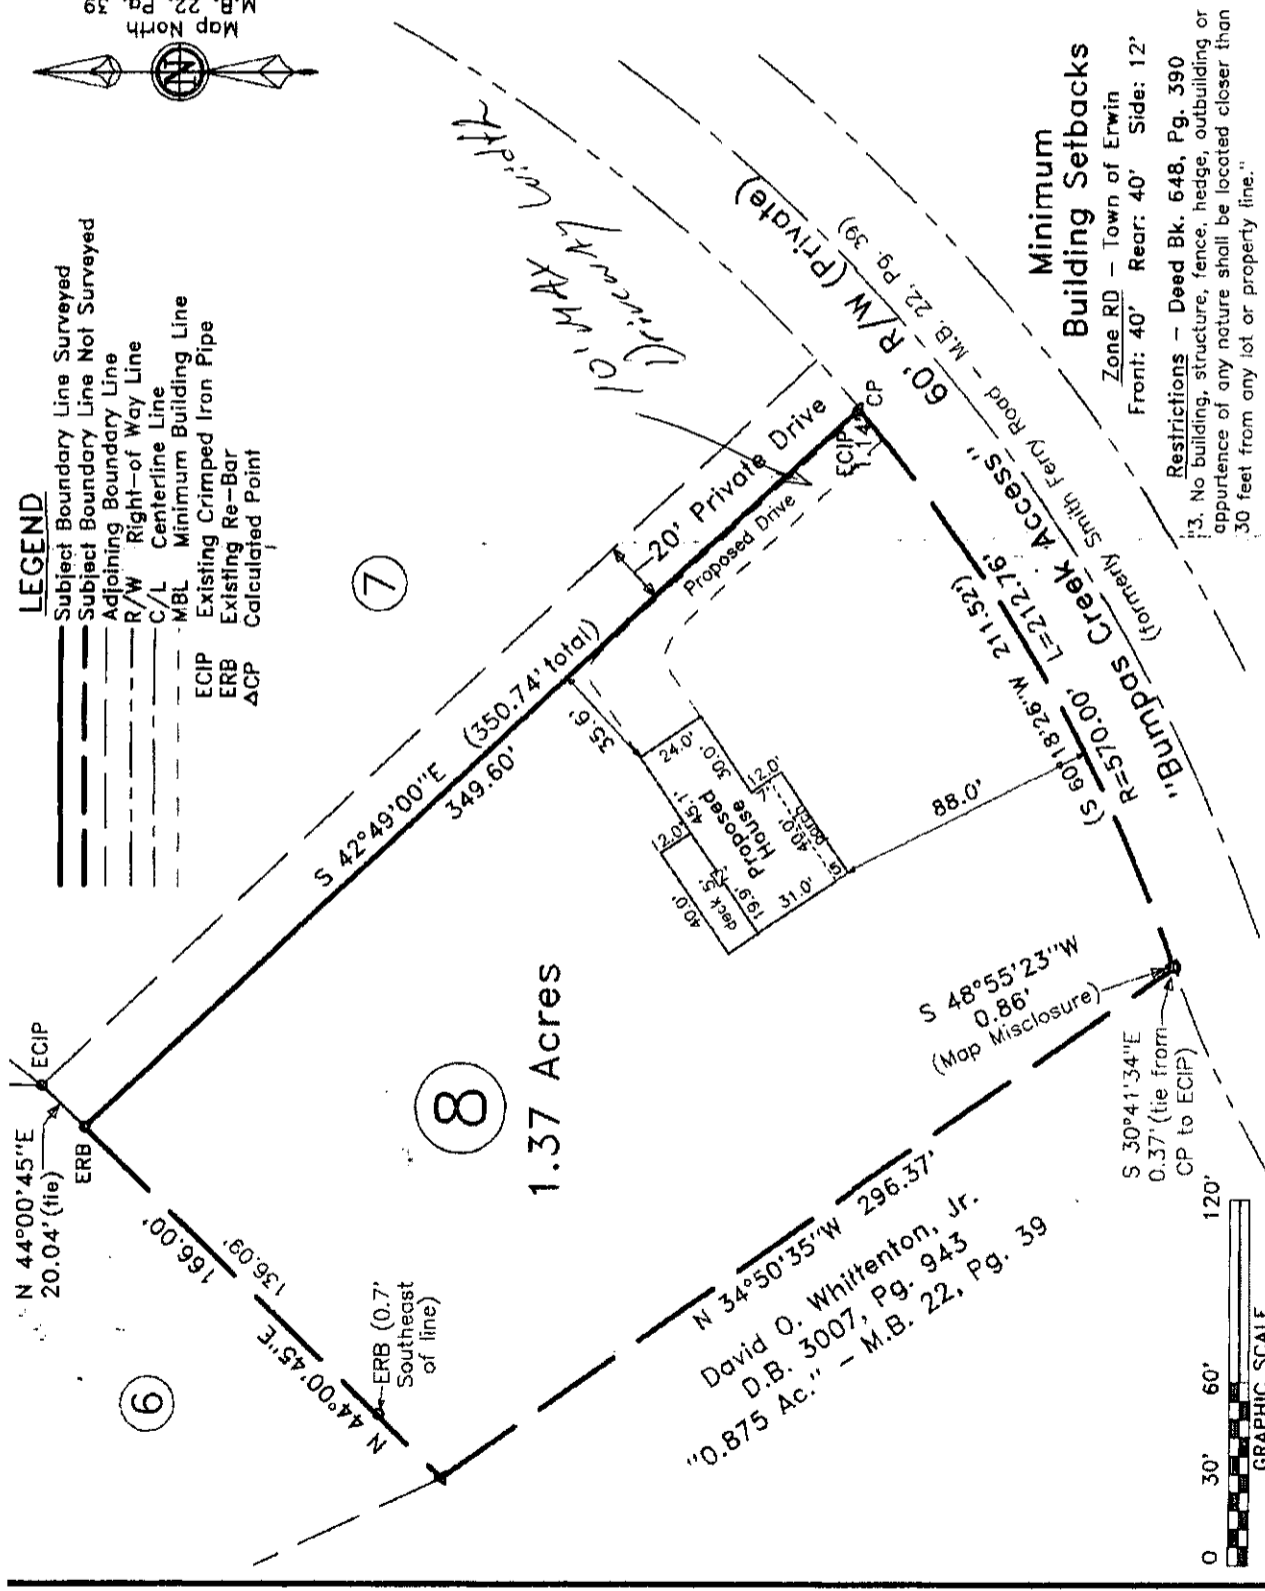 Map North
M.B. 22, Pg. 39
N
LEGEND
Subject Boundary Line Surveyed
Subject Boundary Line Not Surveyed
Adjoining Boundary Line
R/W Right-of Way Line
C/L Centerline Line
MBL Minimum Building Line
ECIP Existing Crimped Iron Pipe
ERB Existing Re-Bar
ΔCP Calculated Point
10' MAX
Driveway Width
N 44°00'45"E
20.04' (tie)
ECIP
ERB
6
7
166.00'
136.09'
N 44°00'45"E
ERB (0.7'
Southeast
of line)
S 42°49'00"E
(350.74' total)
349.60'
20' Private Drive
Proposed Drive
ECIP
CP
8
1.37 Acres
35.6'
24.0'
30.0'
45.1'
12.0'
40.0'
deck
19.9'
31.0'
Proposed
House
12.0'
40.0'
porch
88.0'
(S 60°18'26"W 211.52')
R=570.00' L=212.76'
"Bumpas Creek Access"
60' R/W (Private)
(formerly Smith Ferry Road - M.B. 22, Pg. 39)
S 48°55'23"W
0.86'
(Map Misclosure)
S 30°41'34"E
0.37' (tie from
CP to ECIP)
N 34°50'35"W 296.37'
David O. Whittenton, Jr.
D.B. 3007, Pg. 943
"0.875 Ac." - M.B. 22, Pg. 39
Minimum
Building Setbacks
Zone RD - Town of Erwin
Front: 40' Rear: 40' Side: 12'
Restrictions - Deed Bk. 648, Pg. 390
"3. No building, structure, fence, hedge, outbuilding or
appurtence of any nature shall be located closer than
30 feet from any lot or property line."
0 30' 60' 120'
GRAPHIC SCALE